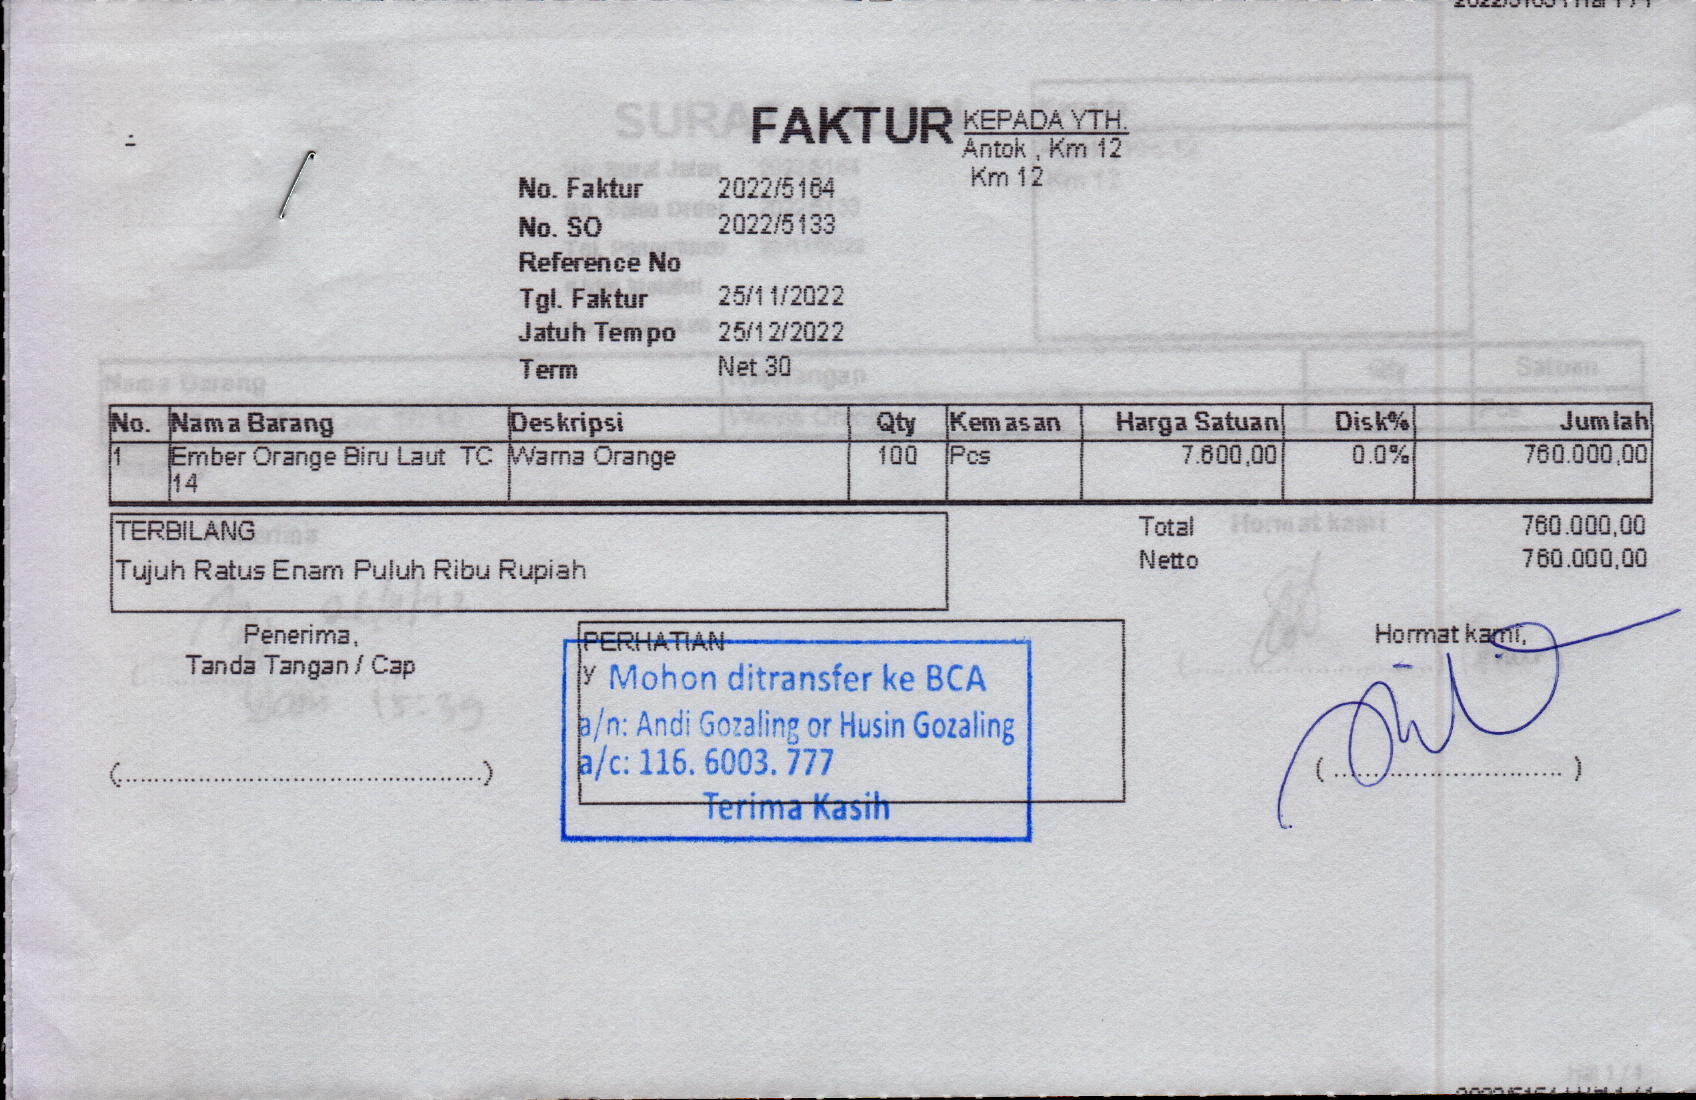 FAKTUR
KEPADA YTH.
Antok , Km 12
Km 12
No. Faktur 2022/5164
No. SO 2022/5133
Reference No
Tgl. Faktur 25/11/2022
Jatuh Tempo 25/12/2022
Term Net 30
No. Nama Barang Deskripsi Qty Kemasan Harga Satuan Disk% Jumlah
1 Ember Orange Biru Laut TC Warna Orange 100 Pcs 7.600,00 0.0% 760.000,00
14
TERBILANG
Tujuh Ratus Enam Puluh Ribu Rupiah
Total 760.000,00
Netto 760.000,00
Penerima,
Tanda Tangan / Cap
PERHATIAN
y
Mohon ditransfer ke BCA
a/n: Andi Gozaling or Husin Gozaling
a/c: 116. 6003. 777
Terima Kasih
Hormat kami,